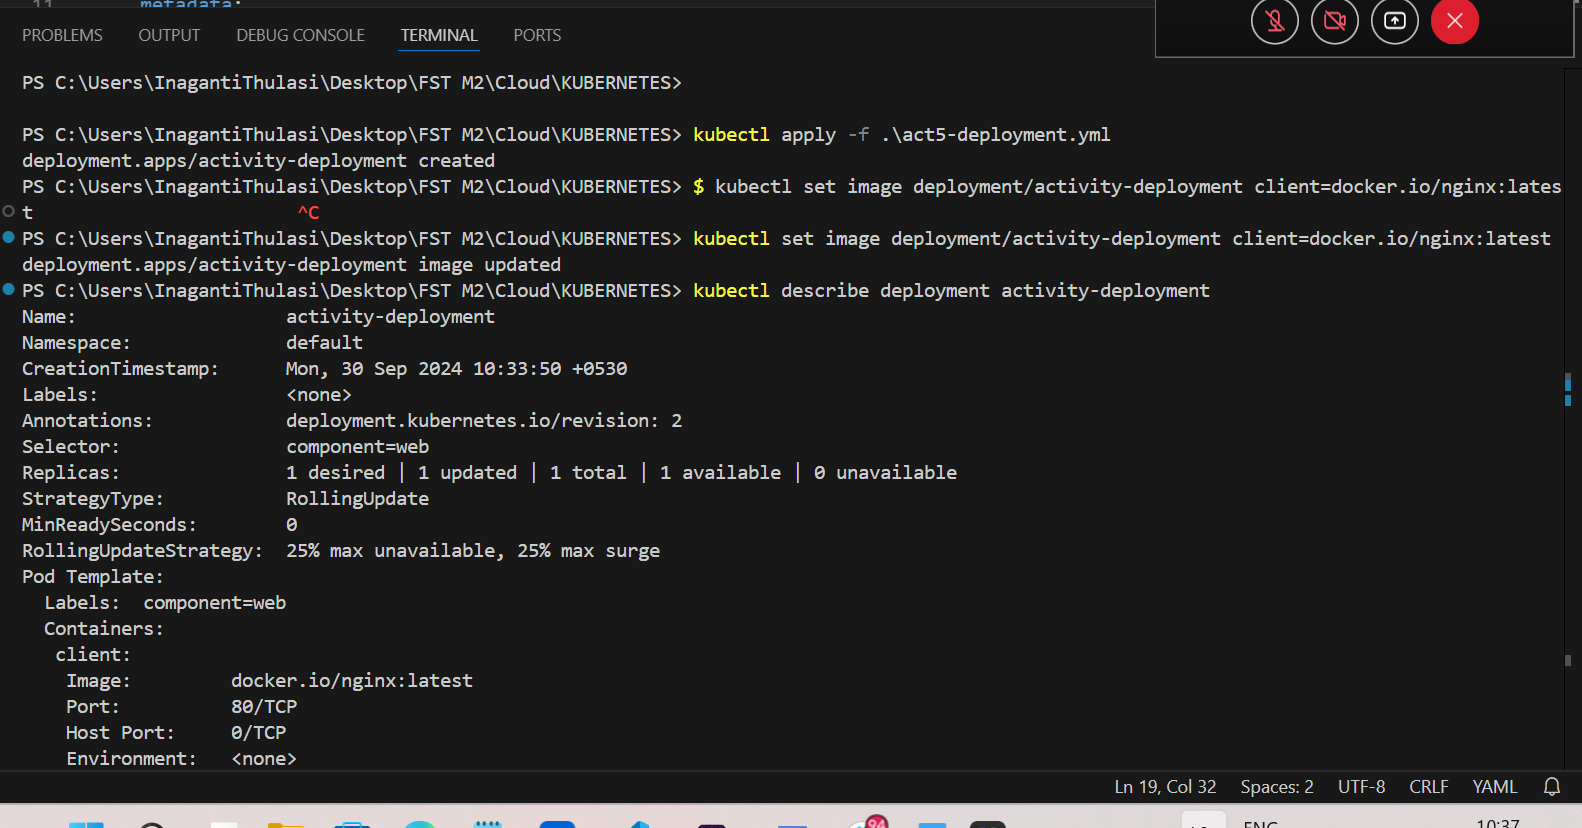 11 metadata:
PROBLEMS OUTPUT DEBUG CONSOLE TERMINAL PORTS
PS C:\Users\InagantiThulasi\Desktop\FST M2\Cloud\KUBERNETES>
PS C:\Users\InagantiThulasi\Desktop\FST M2\Cloud\KUBERNETES> kubectl apply -f .\act5-deployment.yml
deployment.apps/activity-deployment created
PS C:\Users\InagantiThulasi\Desktop\FST M2\Cloud\KUBERNETES> $ kubectl set image deployment/activity-deployment client=docker.io/nginx:lates
t ^C
PS C:\Users\InagantiThulasi\Desktop\FST M2\Cloud\KUBERNETES> kubectl set image deployment/activity-deployment client=docker.io/nginx:latest
deployment.apps/activity-deployment image updated
PS C:\Users\InagantiThulasi\Desktop\FST M2\Cloud\KUBERNETES> kubectl describe deployment activity-deployment
Name: activity-deployment
Namespace: default
CreationTimestamp: Mon, 30 Sep 2024 10:33:50 +0530
Labels: <none>
Annotations: deployment.kubernetes.io/revision: 2
Selector: component=web
Replicas: 1 desired | 1 updated | 1 total | 1 available | 0 unavailable
StrategyType: RollingUpdate
MinReadySeconds: 0
RollingUpdateStrategy: 25% max unavailable, 25% max surge
Pod Template:
Labels: component=web
Containers:
client:
Image: docker.io/nginx:latest
Port: 80/TCP
Host Port: 0/TCP
Environment: <none>
Ln 19, Col 32 Spaces: 2 UTF-8 CRLF YAML
94 ENG 10:37